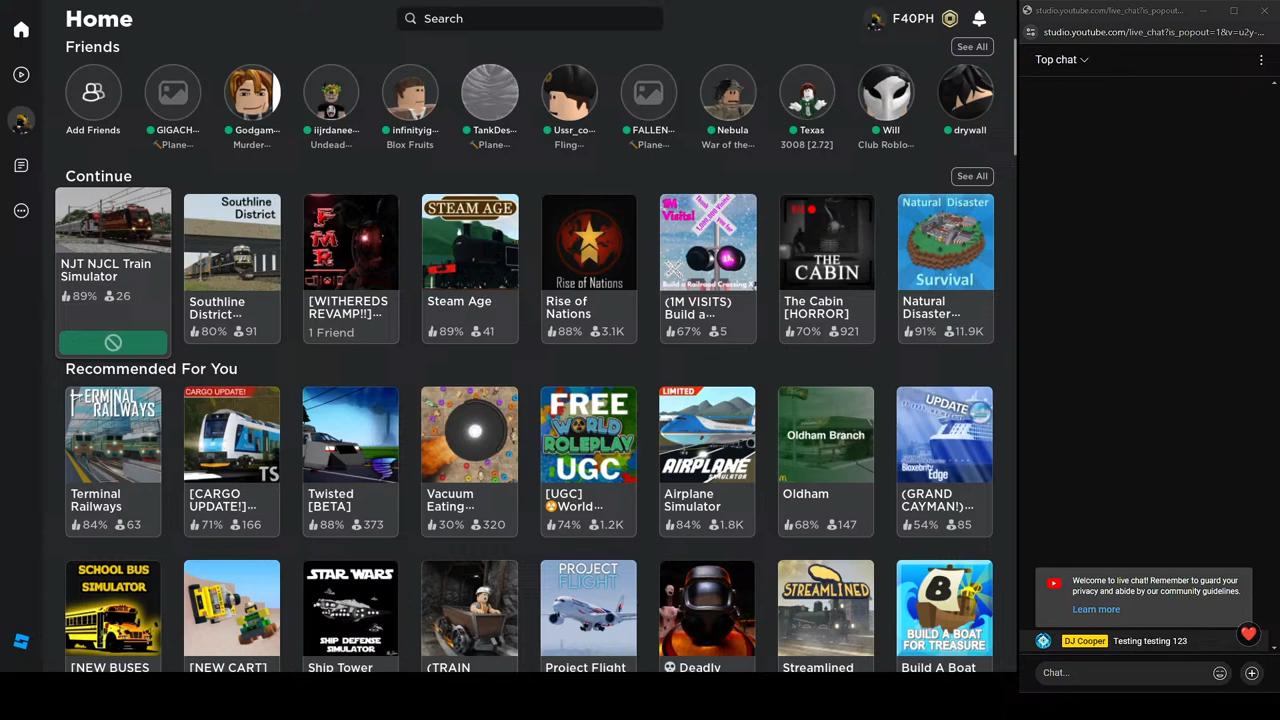 Home
Search
F40PH
Friends
See All
Add Friends
GIGACH...
Godgam...
iijrdanee...
infinityig...
TankDes...
Ussr_co...
FALLEN...
Nebula
Texas
Will
drywall
Plane...
Murder...
Undead...
Blox Fruits
Plane...
Fling...
Plane...
War of the...
3008 [2.72]
Club Roblo...
Continue
See All
NJT NJCL Train
Simulator
89% 26
Southline
District
Southline
District...
80% 91
FMR
[WITHEREDS
REVAMP!!]...
1 Friend
STEAM AGE
Steam Age
89% 41
Rise of Nations
Rise of
Nations
88% 3.1K
1M
Visits!
Build a Railroad Crossing X
(1M VISITS)
Build a...
67% 5
THE
CABIN
The Cabin
[HORROR]
70% 921
Natural Disaster
Survival
Natural
Disaster...
91% 11.9K
Recommended For You
TERMINAL
RAILWAYS
Terminal
Railways
84% 63
CARGO UPDATE!
TS
[CARGO
UPDATE!]...
71% 166
Twisted
[BETA]
88% 373
Vacuum
Eating...
30% 320
FREE
WORLD
ROLEPLAY
UGC
[UGC]
World...
74% 1.2K
LIMITED
AIRPLANE
SIMULATOR
Airplane
Simulator
84% 1.8K
Oldham Branch
Oldham
68% 147
UPDATE
Bloxebrity
Edge
(GRAND
CAYMAN!)...
54% 85
SCHOOL BUS
SIMULATOR
[NEW BUSES
[NEW CART]
STAR WARS
SHIP DEFENSE
SIMULATOR
Ship Tower
(TRAIN
PROJECT
FLIGHT
Project Flight
Deadly
STREAMLINED
Streamlined
B
BUILD A BOAT
FOR TREASURE
Build A Boat
studio.youtube.com/live_chat?is_popout...
studio.youtube.com/live_chat?is_popout=1&v=u2y-...
Top chat
Welcome to live chat! Remember to guard your
privacy and abide by our community guidelines.
Learn more
DJ Cooper Testing testing 123
Chat...